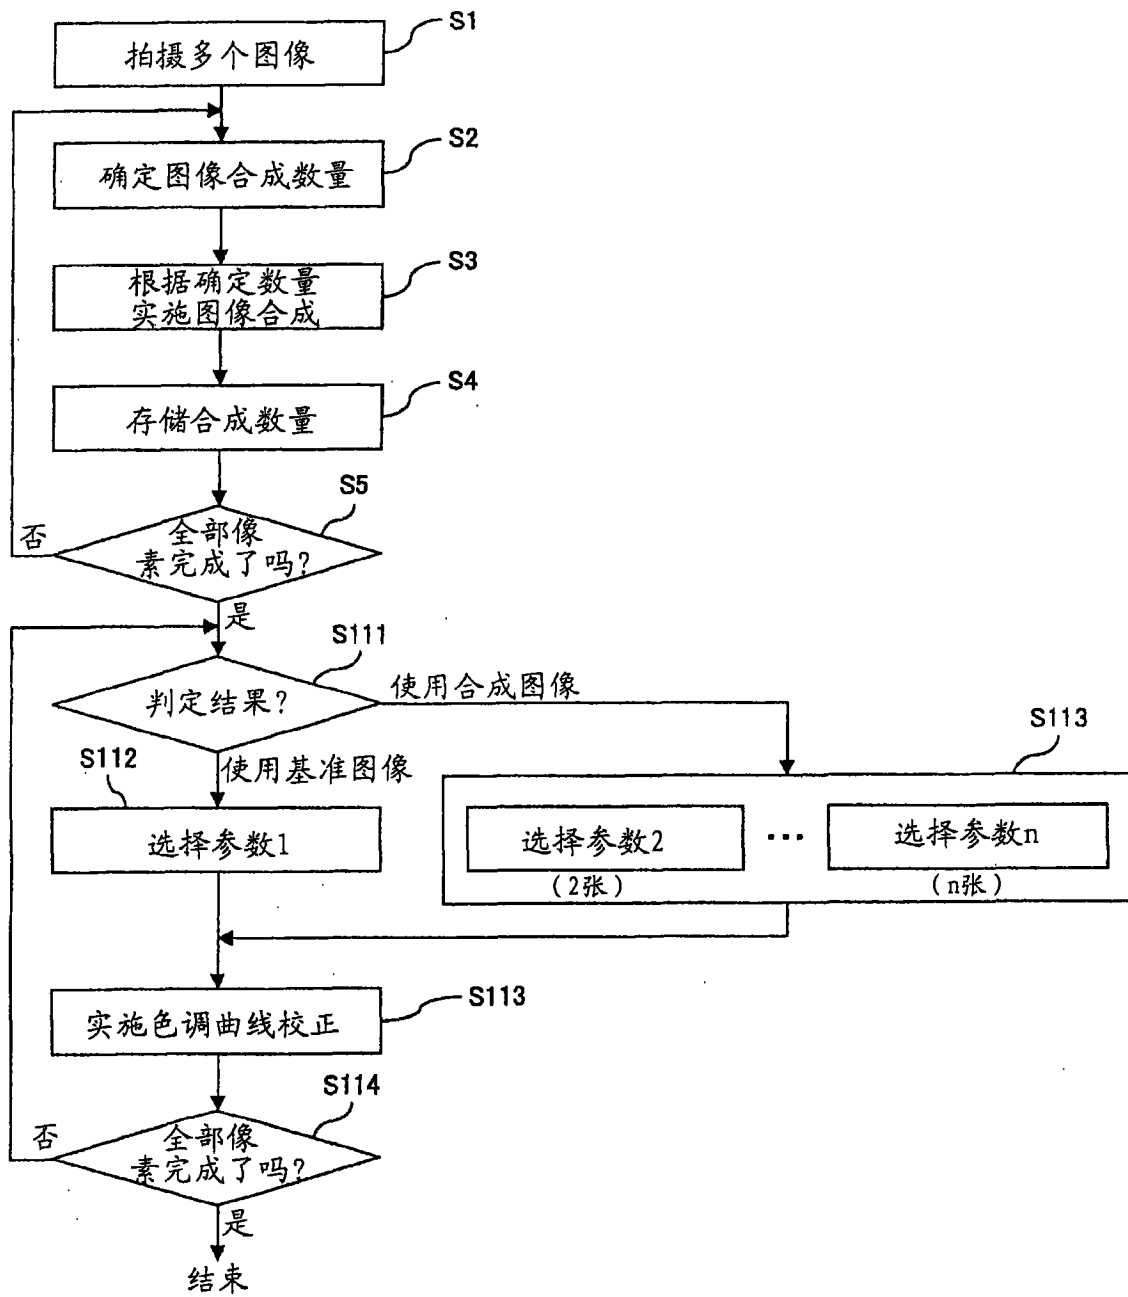 S1
拍摄多个图像
S2
确定图像合成数量
S3
根据确定数量
实施图像合成
S4
存储合成数量
S5
全部像
素完成了吗?
否
是
S111
判定结果?
使用合成图像
S112
使用基准图像
选择参数1
S113
选择参数2
(2张)
...
选择参数n
(n张)
S113
实施色调曲线校正
S114
全部像
素完成了吗?
否
是
结束